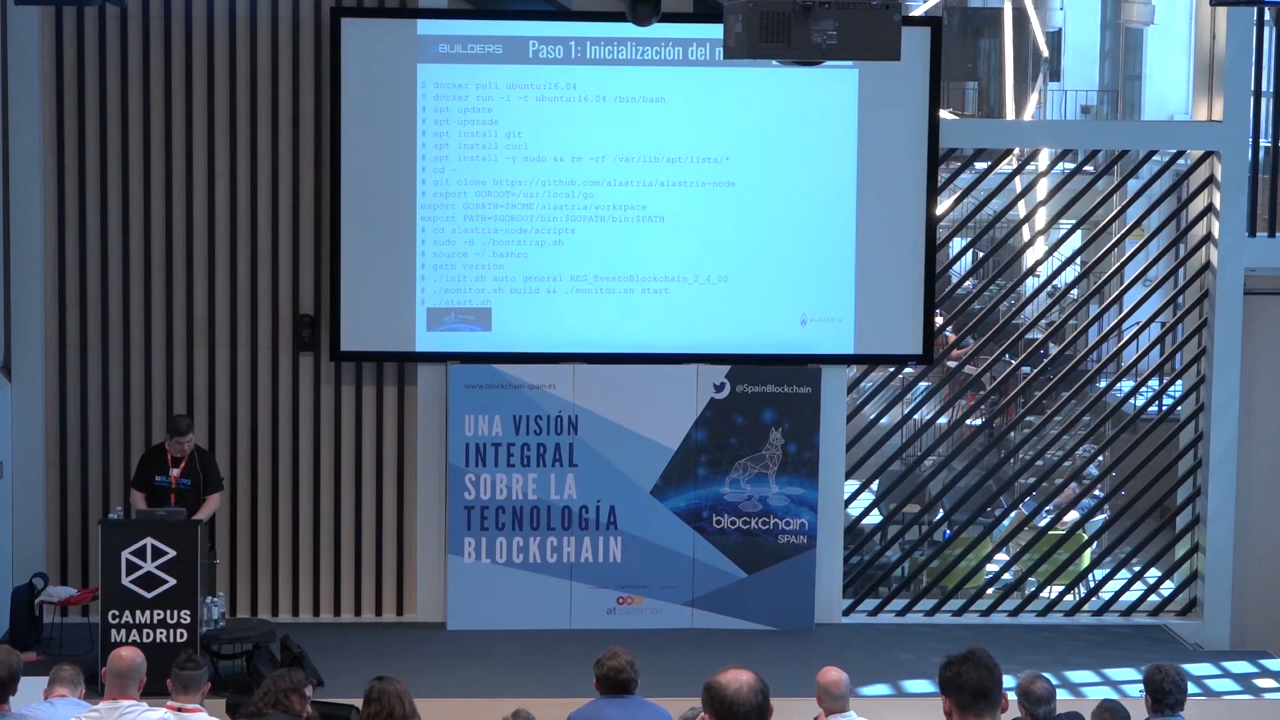 BUILDERS
Paso 1: Inicialización del
$ docker pull ubuntu:16.04
$ docker run -i -t ubuntu:16.04 /bin/bash
# apt update
# apt upgrade
# apt install git
# apt install curl
# apt install -y sudo && rm -rf /var/lib/apt/lists/*
# cd ~
# git clone https://github.com/alastria/alastria-node
# export GOROOT=/usr/local/go
export GOPATH=$HOME/alastria/workspace
export PATH=$GOROOT/bin:$GOPATH/bin:$PATH
# cd alastria-node/scripts
# sudo -H ./bootstrap.sh
# source ~/.bashrc
# geth version
# ./init.sh auto general REG_EventoBlockchain_2_4_00
# ./monitor.sh build && ./monitor.sh start
# ./start.sh
ALASTRIA
www.blockchain-spain.es
@SpainBlockchain
UNA VISIÓN
INTEGRAL
SOBRE LA
TECNOLOGÍA
BLOCKCHAIN
blockchain
SPAIN
atSistemas
BUILDERS
CAMPUS
MADRID